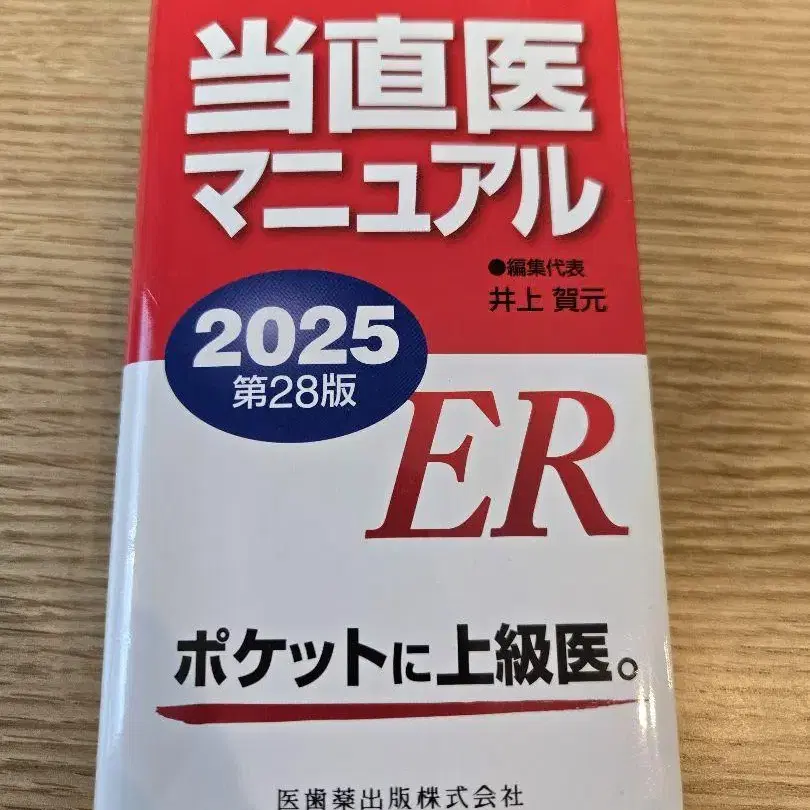 当直医
マニュアル
●編集代表
井上 賀元
2025
第28版
ER
ポケットに上級医。
医歯薬出版株式会社